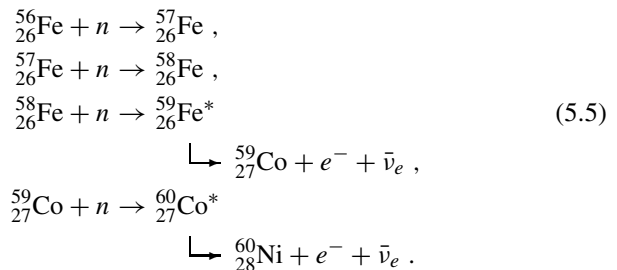 ⁵⁶₂₆Fe + n → ⁵⁷₂₆Fe ,
⁵⁷₂₆Fe + n → ⁵⁸₂₆Fe ,
⁵⁸₂₆Fe + n → ⁵⁹₂₆Fe* (5.5)
↳ ⁵⁹₂₇Co + e⁻ + ν̄ₑ ,
⁵⁹₂₇Co + n → ⁶⁰₂₇Co*
↳ ⁶⁰₂₈Ni + e⁻ + ν̄ₑ .